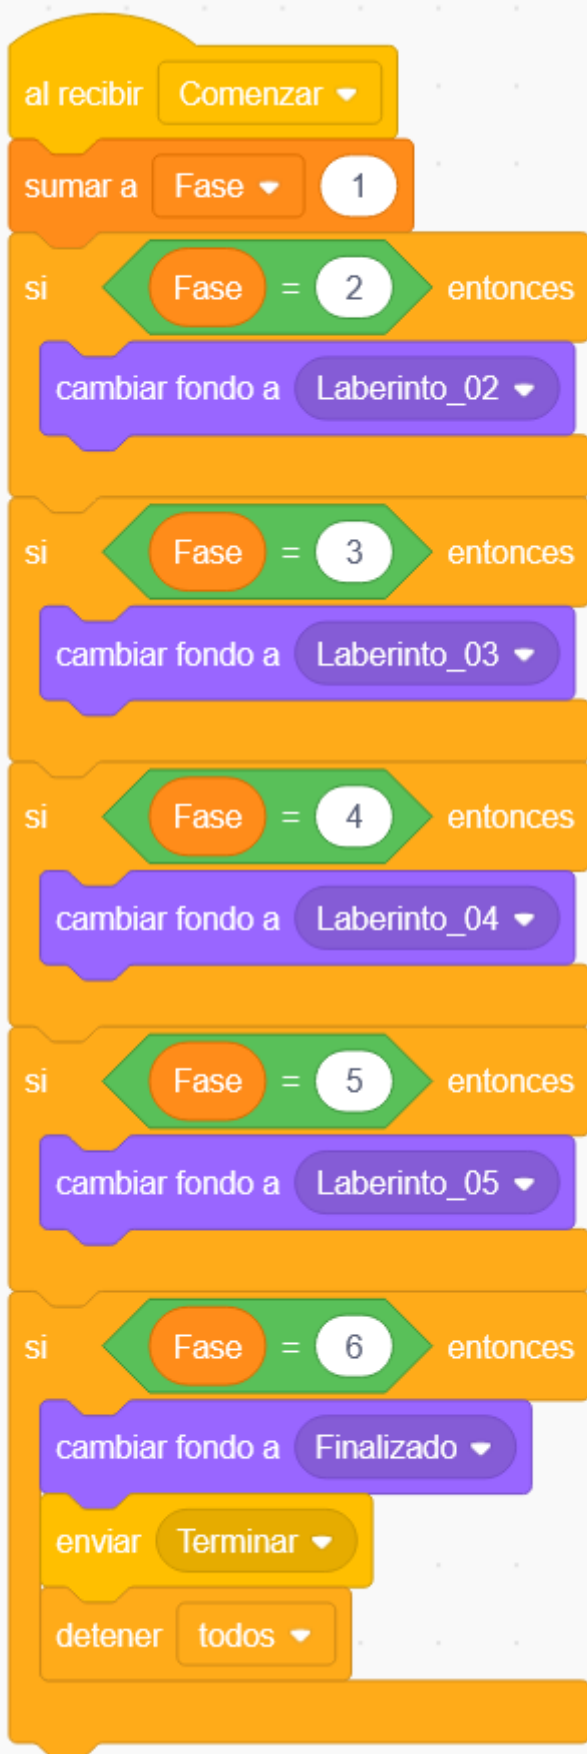 al recibir Comenzar
sumar a Fase 1
si Fase = 2 entonces
cambiar fondo a Laberinto_02
si Fase = 3 entonces
cambiar fondo a Laberinto_03
si Fase = 4 entonces
cambiar fondo a Laberinto_04
si Fase = 5 entonces
cambiar fondo a Laberinto_05
si Fase = 6 entonces
cambiar fondo a Finalizado
enviar Terminar
detener todos